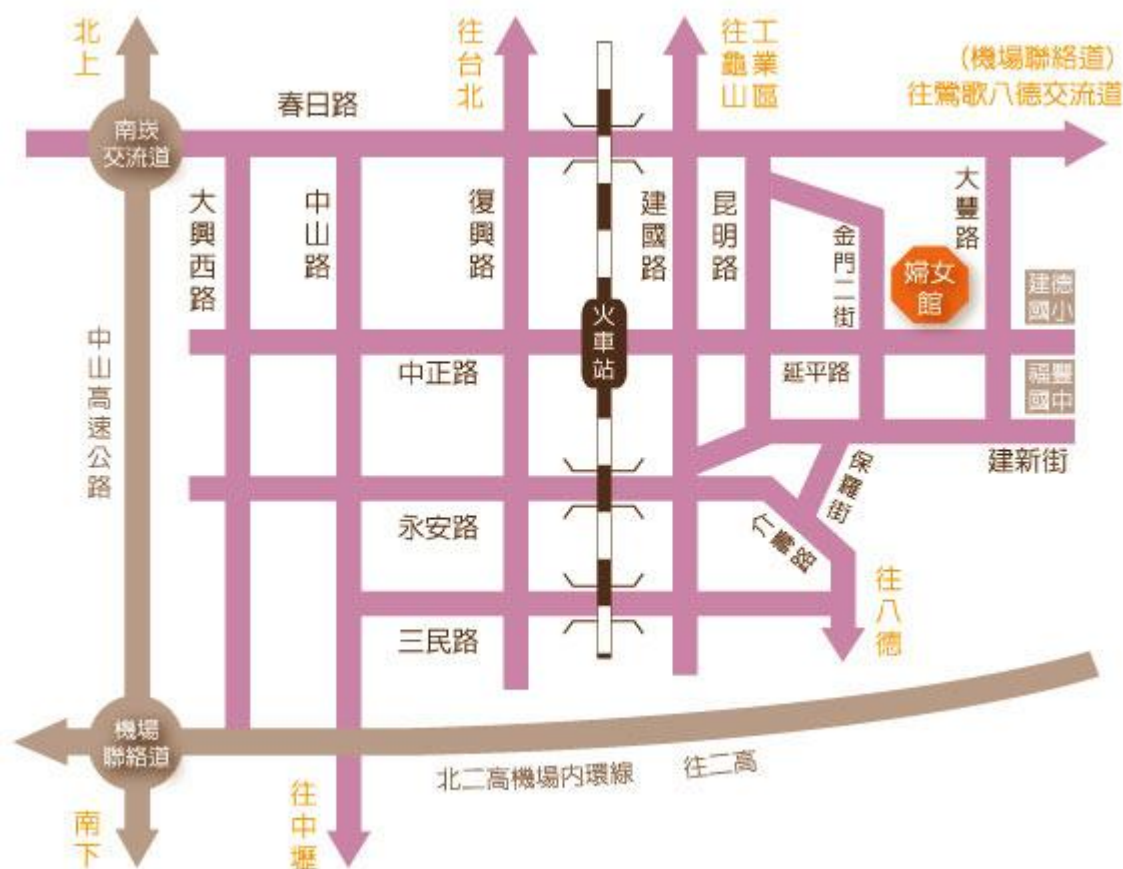 北上
往台北
往龜山
工業區
(機場聯絡道)
往鶯歌八德交流道
春日路
南崁
交流道
大興西路
中山路
復興路
建國路
昆明路
金門二街
大豐路
婦女
館
建德
國小
中山高速公路
火車站
中正路
延平路
福豐
國中
建新街
保羅街
永安路
介壽路
往八德
三民路
機場
聯絡道
北二高機場内環線
往二高
南下
往中壢